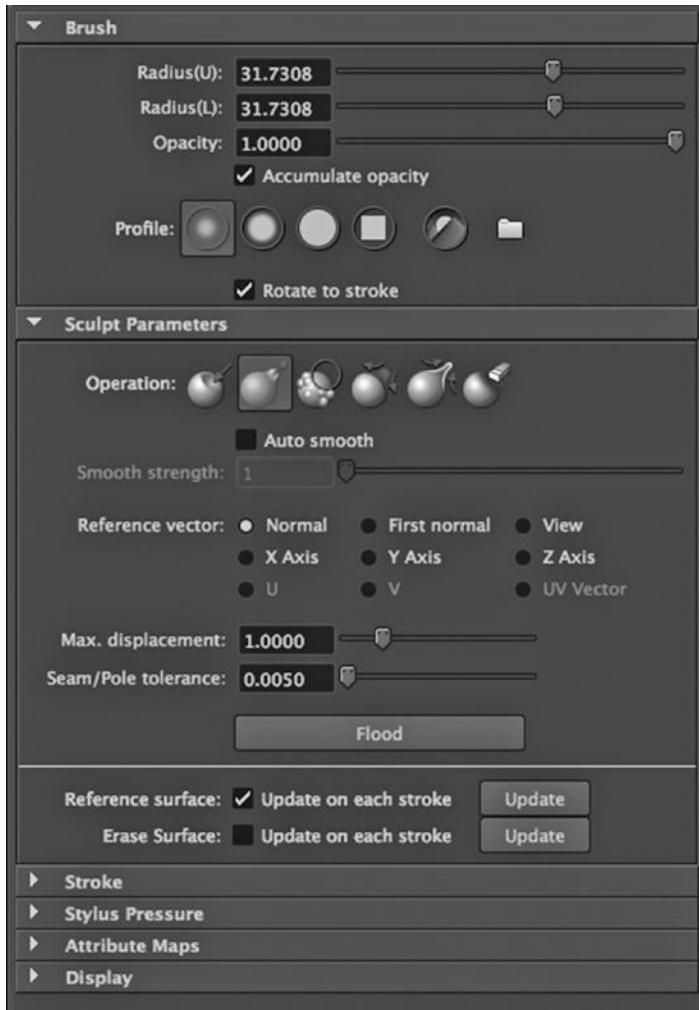 Brush
Radius(U): 31.7308
Radius(L): 31.7308
Opacity: 1.0000
Accumulate opacity
Profile:
Rotate to stroke
Sculpt Parameters
Operation:
Auto smooth
Smooth strength: 1
Reference vector: Normal First normal View
X Axis Y Axis Z Axis
U V UV Vector
Max. displacement: 1.0000
Seam/Pole tolerance: 0.0050
Flood
Reference surface: Update on each stroke Update
Erase Surface: Update on each stroke Update
Stroke
Stylus Pressure
Attribute Maps
Display